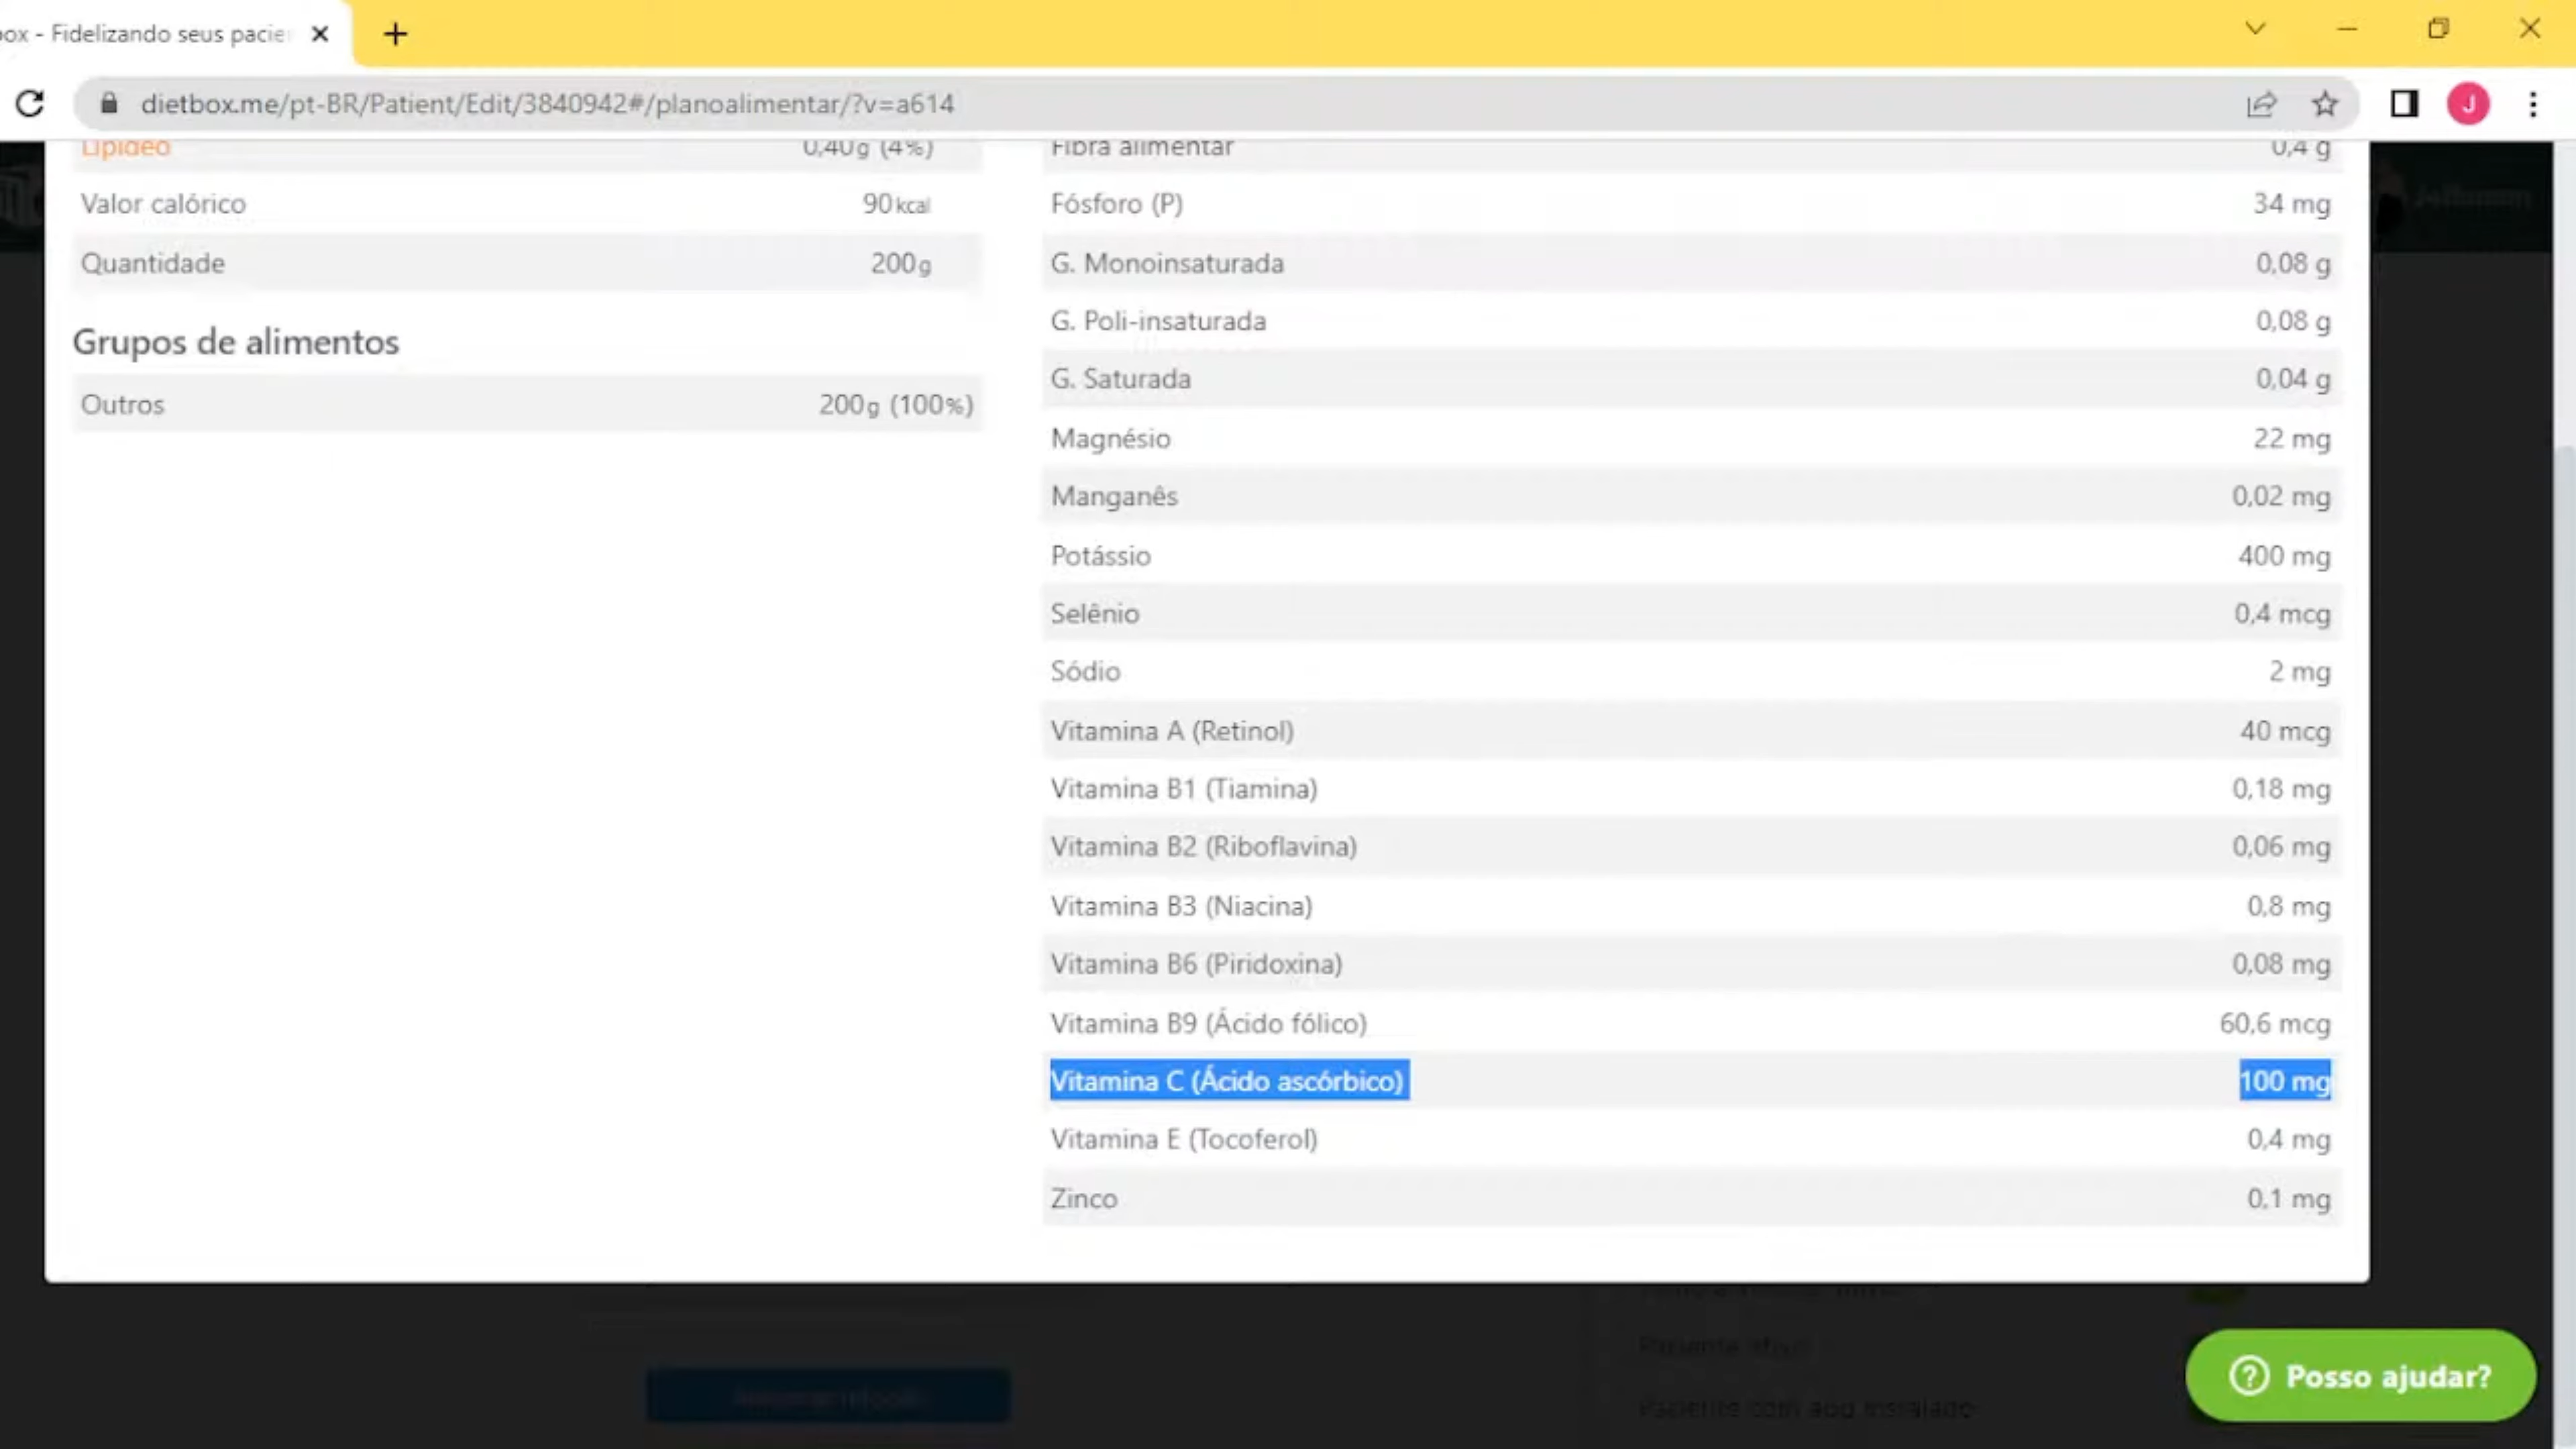 ox - Fidelizando seus pacie
dietbox.me/pt-BR/Patient/Edit/3840942#/planoalimentar/?v=a614
J
Lipídeo 0,40g (4%)
Valor calórico 90kcal
Quantidade 200g
Grupos de alimentos
Outros 200g (100%)
Fibra alimentar 0,4 g
Fósforo (P) 34 mg
G. Monoinsaturada 0,08 g
G. Poli-insaturada 0,08 g
G. Saturada 0,04 g
Magnésio 22 mg
Manganês 0,02 mg
Potássio 400 mg
Selênio 0,4 mcg
Sódio 2 mg
Vitamina A (Retinol) 40 mcg
Vitamina B1 (Tiamina) 0,18 mg
Vitamina B2 (Riboflavina) 0,06 mg
Vitamina B3 (Niacina) 0,8 mg
Vitamina B6 (Piridoxina) 0,08 mg
Vitamina B9 (Ácido fólico) 60,6 mcg
Vitamina C (Ácido ascórbico) 100 mg
Vitamina E (Tocoferol) 0,4 mg
Zinco 0,1 mg
Paciente com app instalado
Posso ajudar?